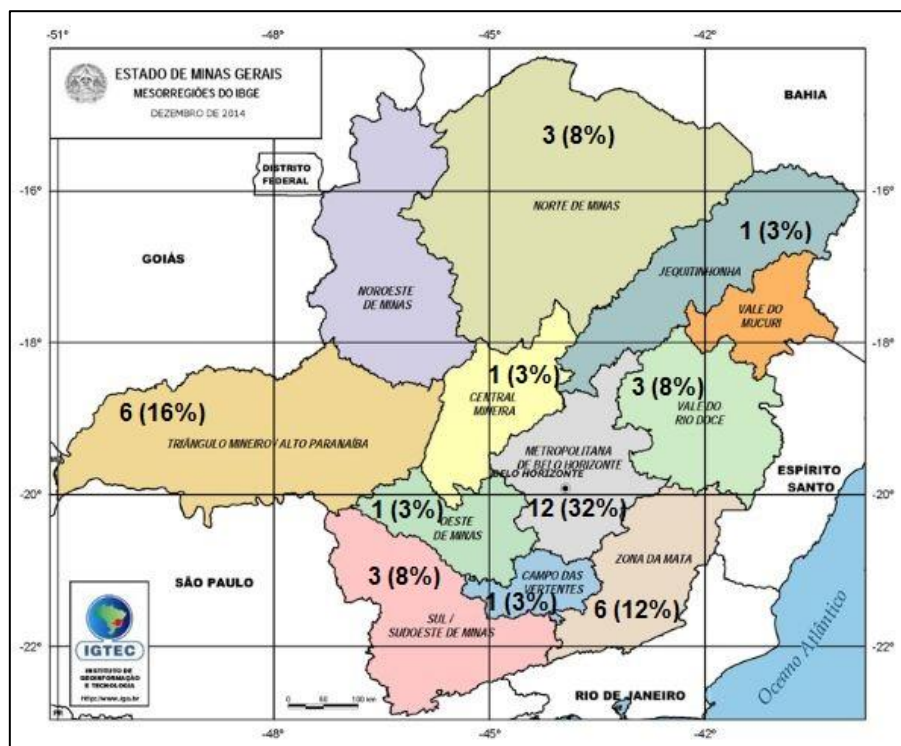 -51°
-48°
-45°
-42°
ESTADO DE MINAS GERAIS
MESORREGIÕES DO IBGE
DEZEMBRO DE 2014
BAHIA
3 (8%)
DISTRITO
FEDERAL
-16°
-16°
NORTE DE MINAS
1 (3%)
GOIÁS
JEQUITINHONHA
NOROESTE
DE MINAS
VALE DO
MUCURI
-18°
-18°
1 (3%)
3 (8%)
CENTRAL
MINEIRA
VALE DO
RIO DOCE
6 (16%)
TRIÂNGULO MINEIRO / ALTO PARANAÍBA
METROPOLITANA
DE BELO HORIZONTE
BELO HORIZONTE
ESPÍRITO
SANTO
-20°
-20°
1 (3%)
12 (32%)
OESTE
DE MINAS
ZONA DA MATA
SÃO PAULO
3 (8%)
CAMPO DAS
VERTENTES
1 (3%)
6 (12%)
SUL /
SUDOESTE DE MINAS
Oceano Atlântico
IGTEC
INSTITUTO DE
GEOINFORMAÇÃO
E TECNOLOGIA
-22°
-22°
0 50 100 km
RIO DE JANEIRO
-48°
-45°
-42°